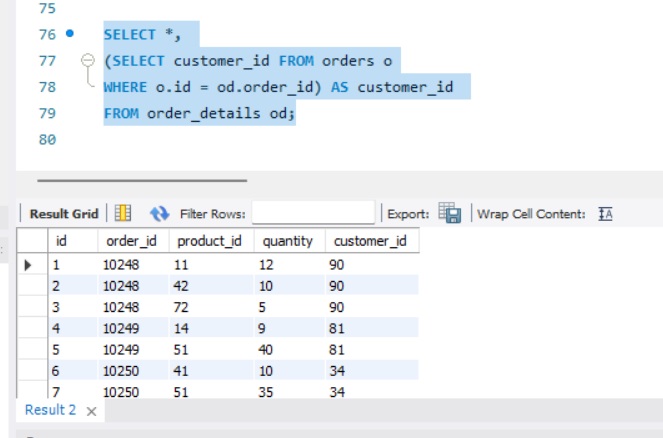 75
76 SELECT *,
77 (SELECT customer_id FROM orders o
78 WHERE o.id = od.order_id) AS customer_id
79 FROM order_details od;
80
Result Grid Filter Rows: Export: Wrap Cell Content:
id order_id product_id quantity customer_id
1 10248 11 12 90
2 10248 42 10 90
3 10248 72 5 90
4 10249 14 9 81
5 10249 51 40 81
6 10250 41 10 34
7 10250 51 35 34
Result 2 ×